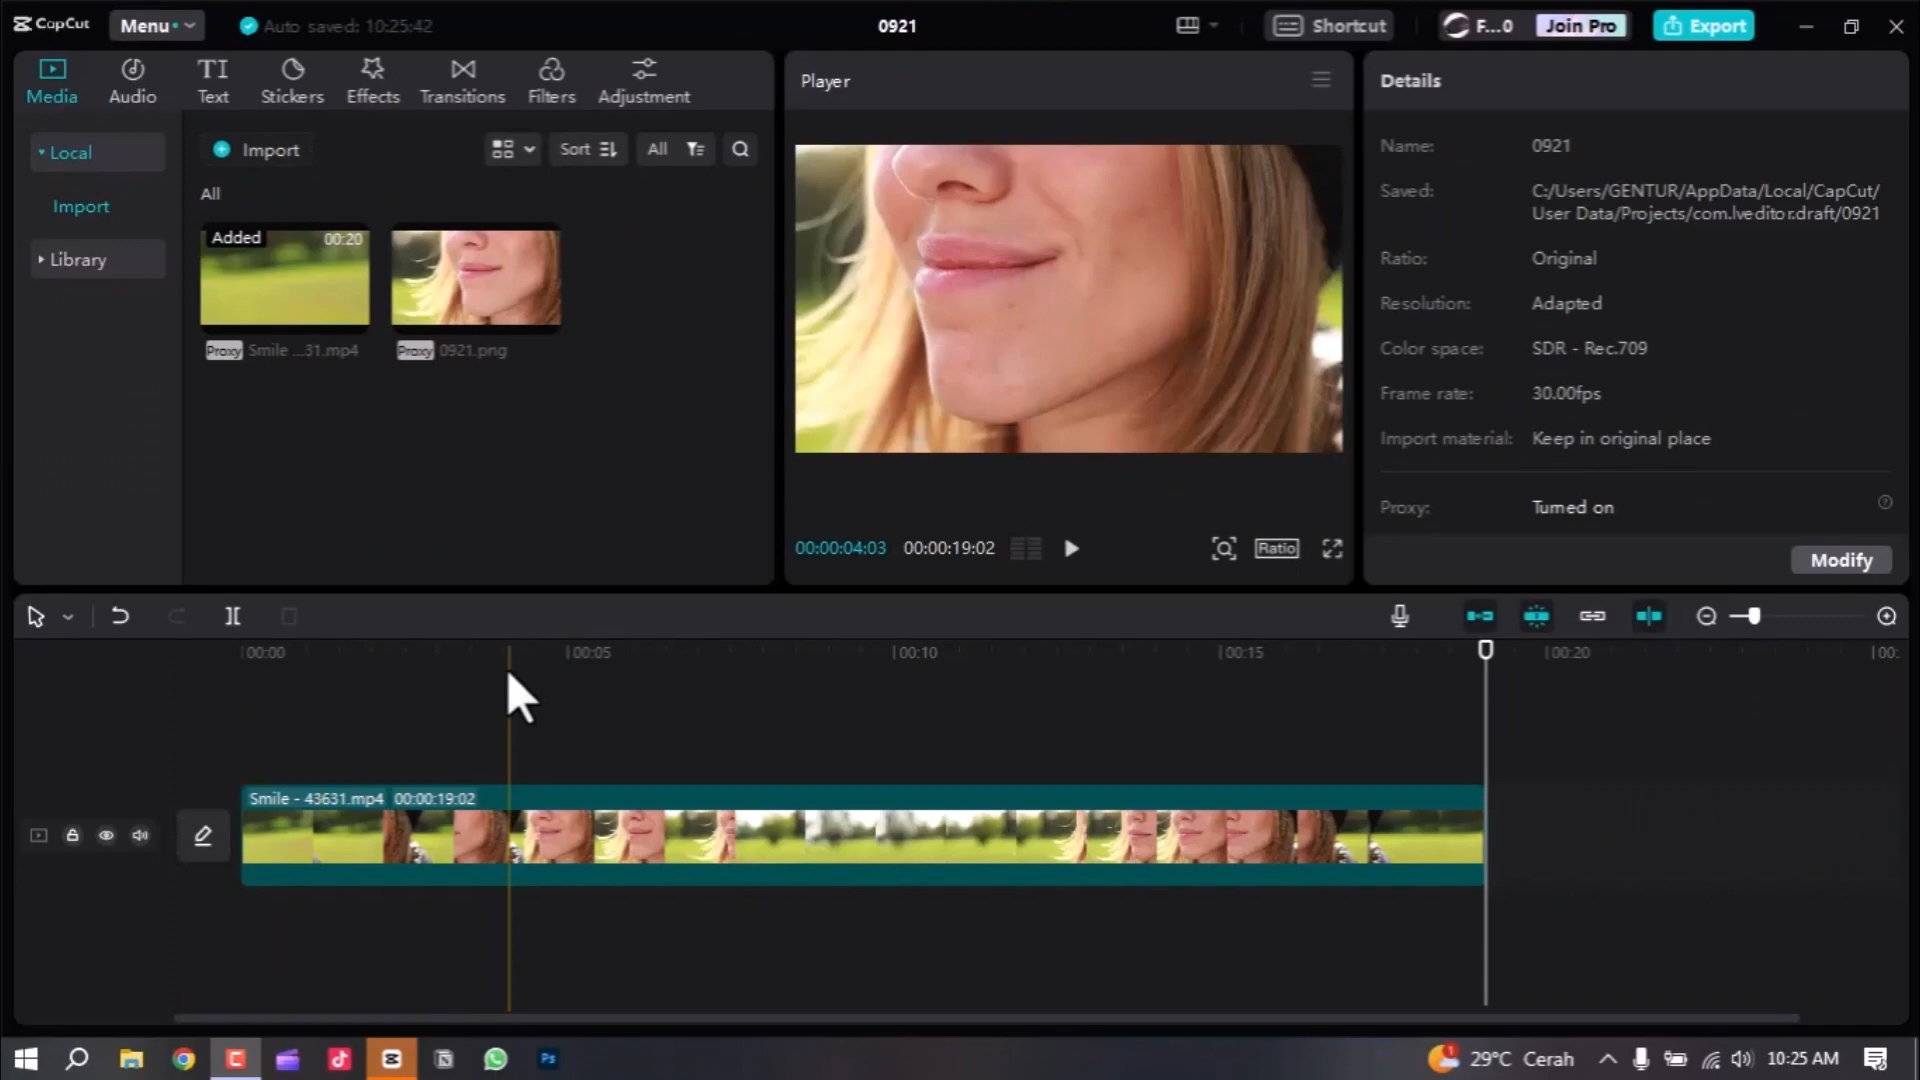 CapCut
Menu
Auto saved: 10:25:42
0921
Shortcut
F...0
Join Pro
Export
Media
Audio
TI
Text
Stickers
Effects
Transitions
Filters
Adjustment
Player
Details
Local
Import
Library
Import
Sort
All
All
Added
00:20
Proxy Smile ...31.mp4
Proxy 0921.png
00:00:04:03 00:00:19:02
Ratio
Name: 0921
Saved: C:/Users/GENTUR/AppData/Local/CapCut/
User Data/Projects/com.lveditor.draft/0921
Ratio: Original
Resolution: Adapted
Color space: SDR - Rec.709
Frame rate: 30.00fps
Import material: Keep in original place
Proxy: Turned on
Modify
00:00
00:05
00:10
00:15
00:20
00:
Smile - 43631.mp4 00:00:19:02
Ps
1
29°C Cerah
10:25 AM